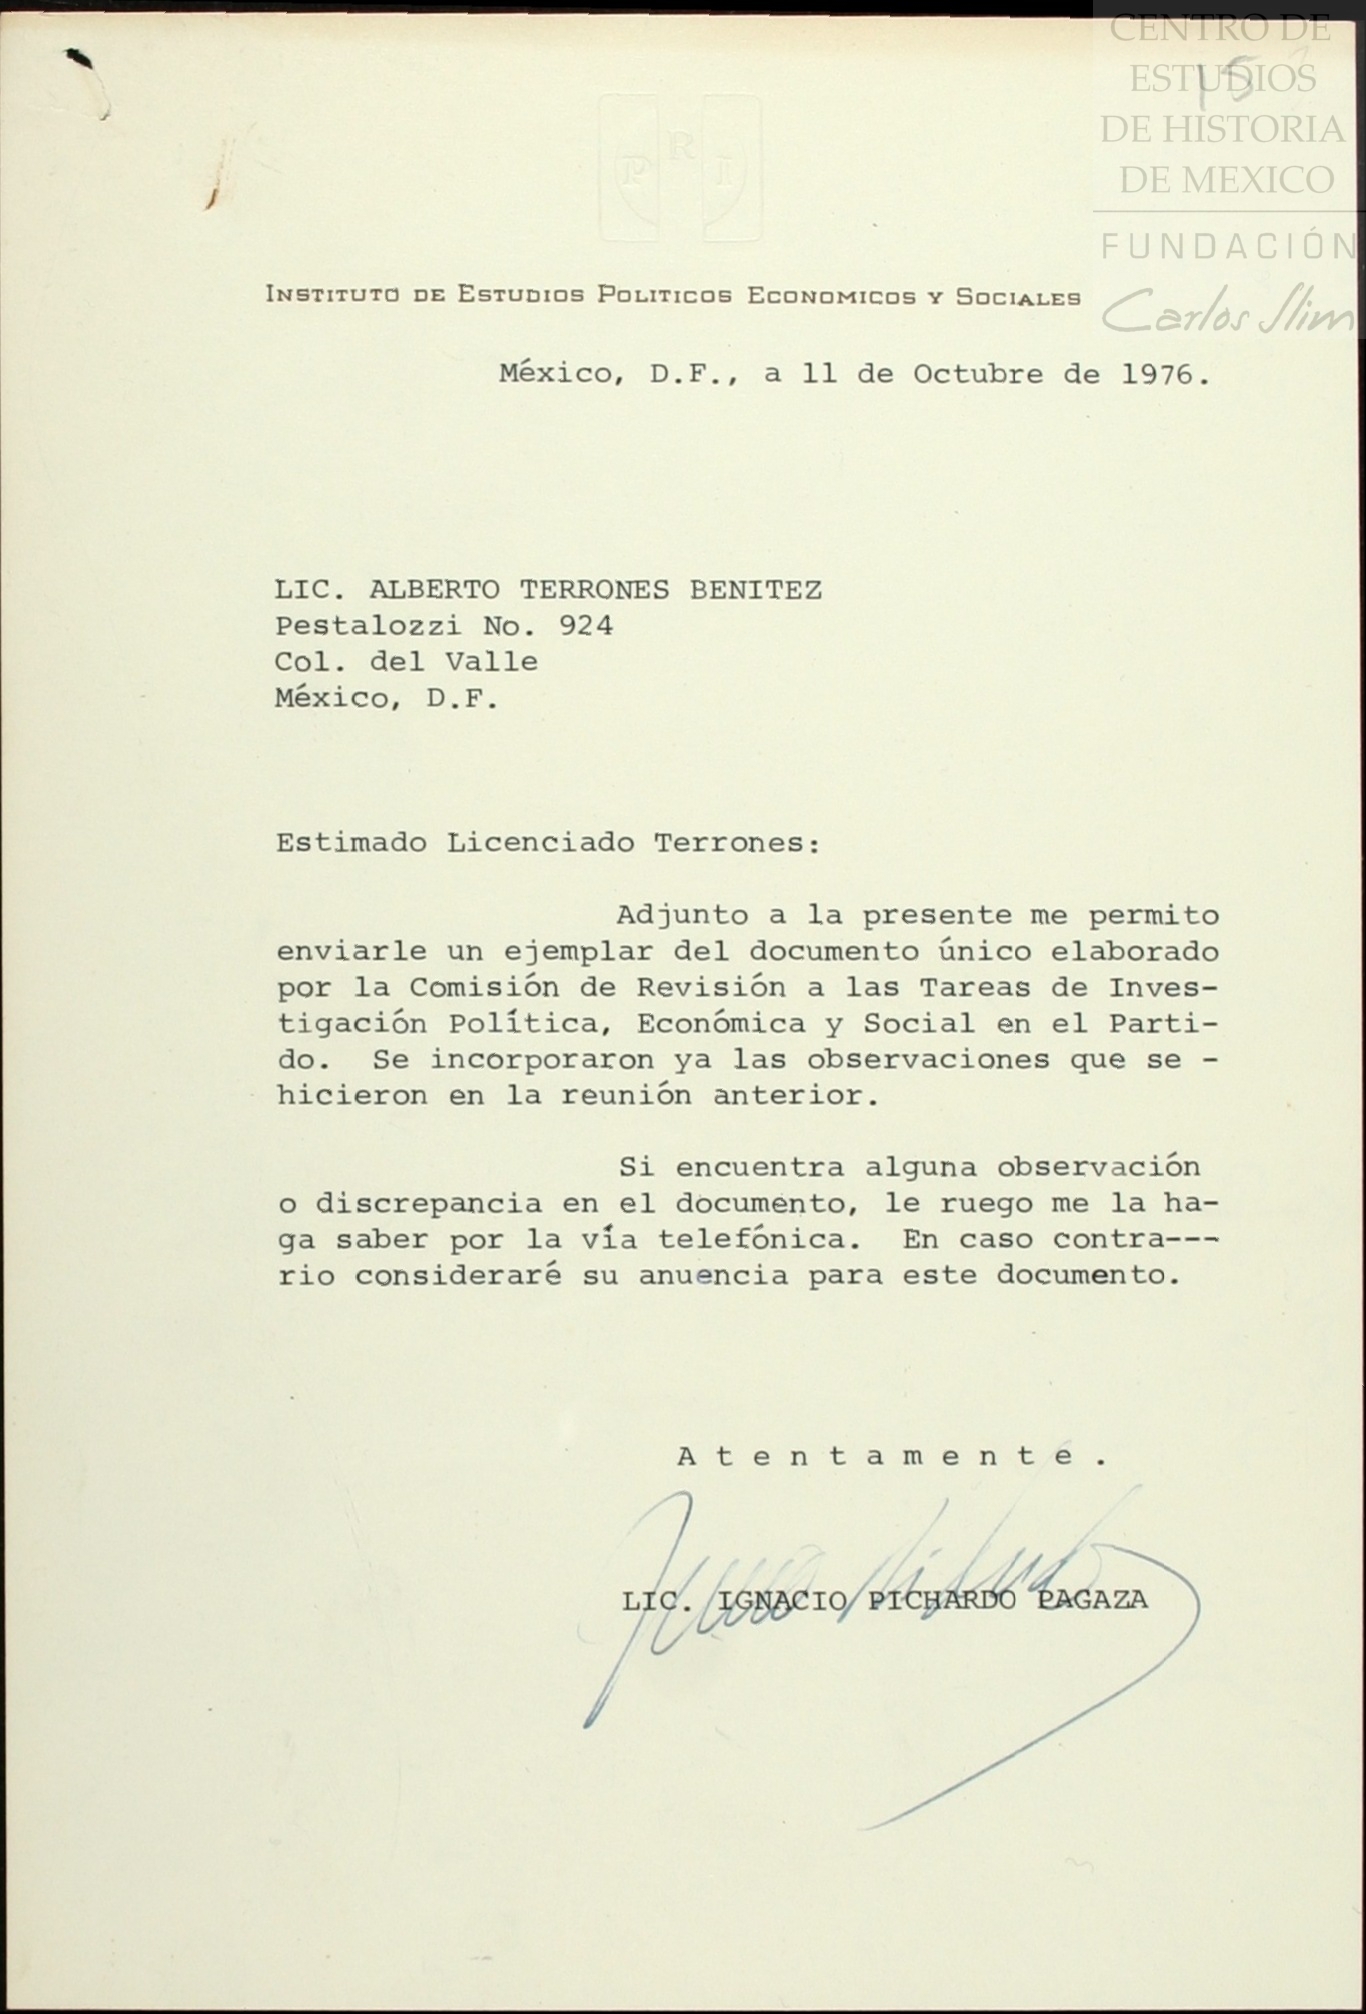 CENTRO DE
ESTUDIOS
DE HISTORIA
DE MEXICO
FUNDACIÓN
Carlos Slim
15
P R I
INSTITUTO DE ESTUDIOS POLITICOS ECONOMICOS Y SOCIALES
México, D.F., a 11 de Octubre de 1976.
LIC. ALBERTO TERRONES BENITEZ
Pestalozzi No. 924
Col. del Valle
México, D.F.
Estimado Licenciado Terrones:
Adjunto a la presente me permito
enviarle un ejemplar del documento único elaborado
por la Comisión de Revisión a las Tareas de Inves-
tigación Política, Económica y Social en el Parti-
do.  Se incorporaron ya las observaciones que se -
hicieron en la reunión anterior.
Si encuentra alguna observación
o discrepancia en el documento, le ruego me la ha-
ga saber por la vía telefónica.  En caso contra---
rio consideraré su anuencia para este documento.
A t e n t a m e n t e .
LIC. IGNACIO PICHARDO PAGAZA